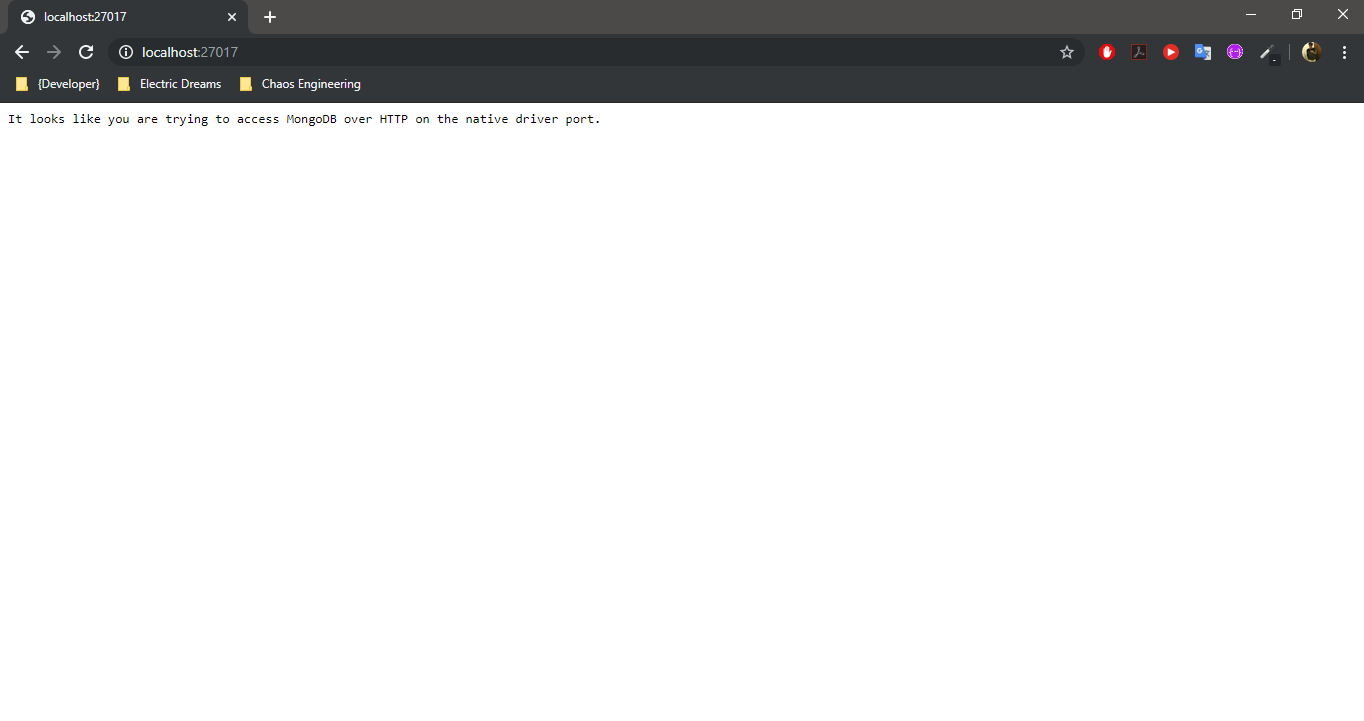 localhost:27017
localhost:27017
{Developer} Electric Dreams Chaos Engineering
It looks like you are trying to access MongoDB over HTTP on the native driver port.